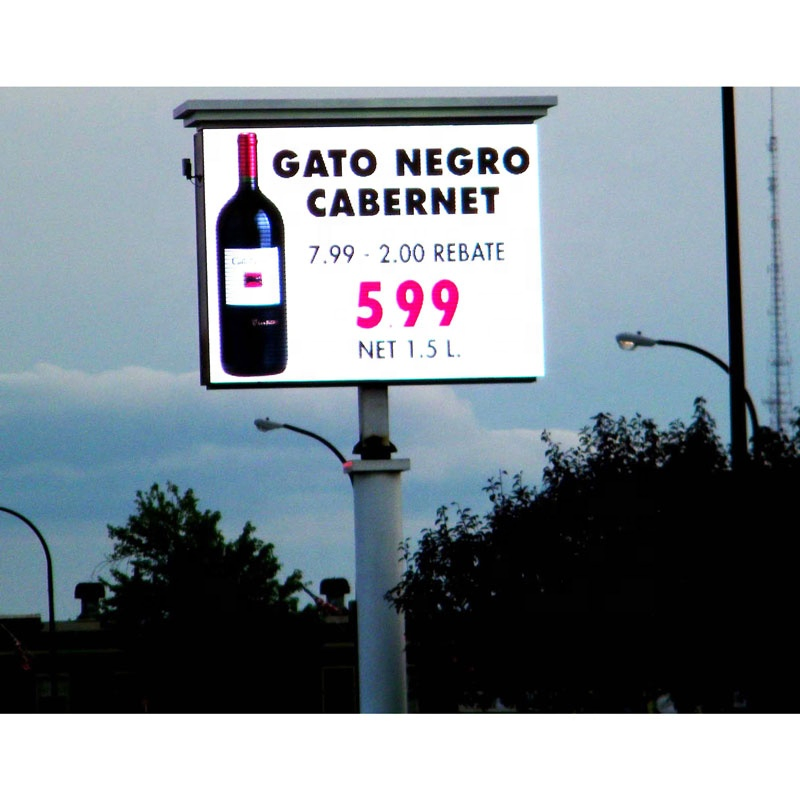 GATO NEGRO
CABERNET
7.99 - 2.00 REBATE
5.99
NET 1.5 L.